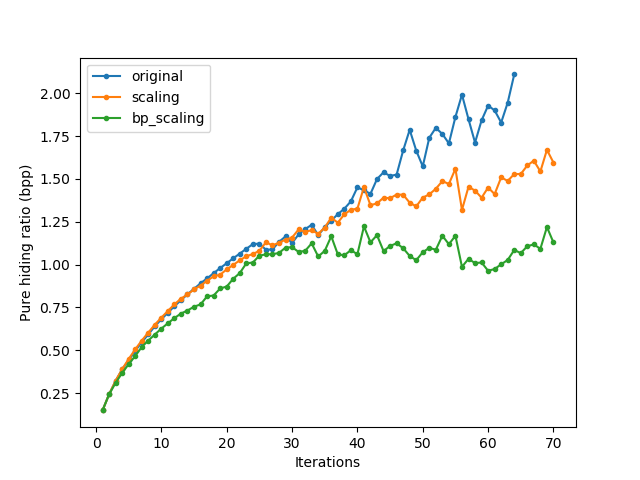 original
scaling
bp_scaling
Pure hiding ratio (bpp)
2.00
1.75
1.50
1.25
1.00
0.75
0.50
0.25
0 10 20 30 40 50 60 70
Iterations